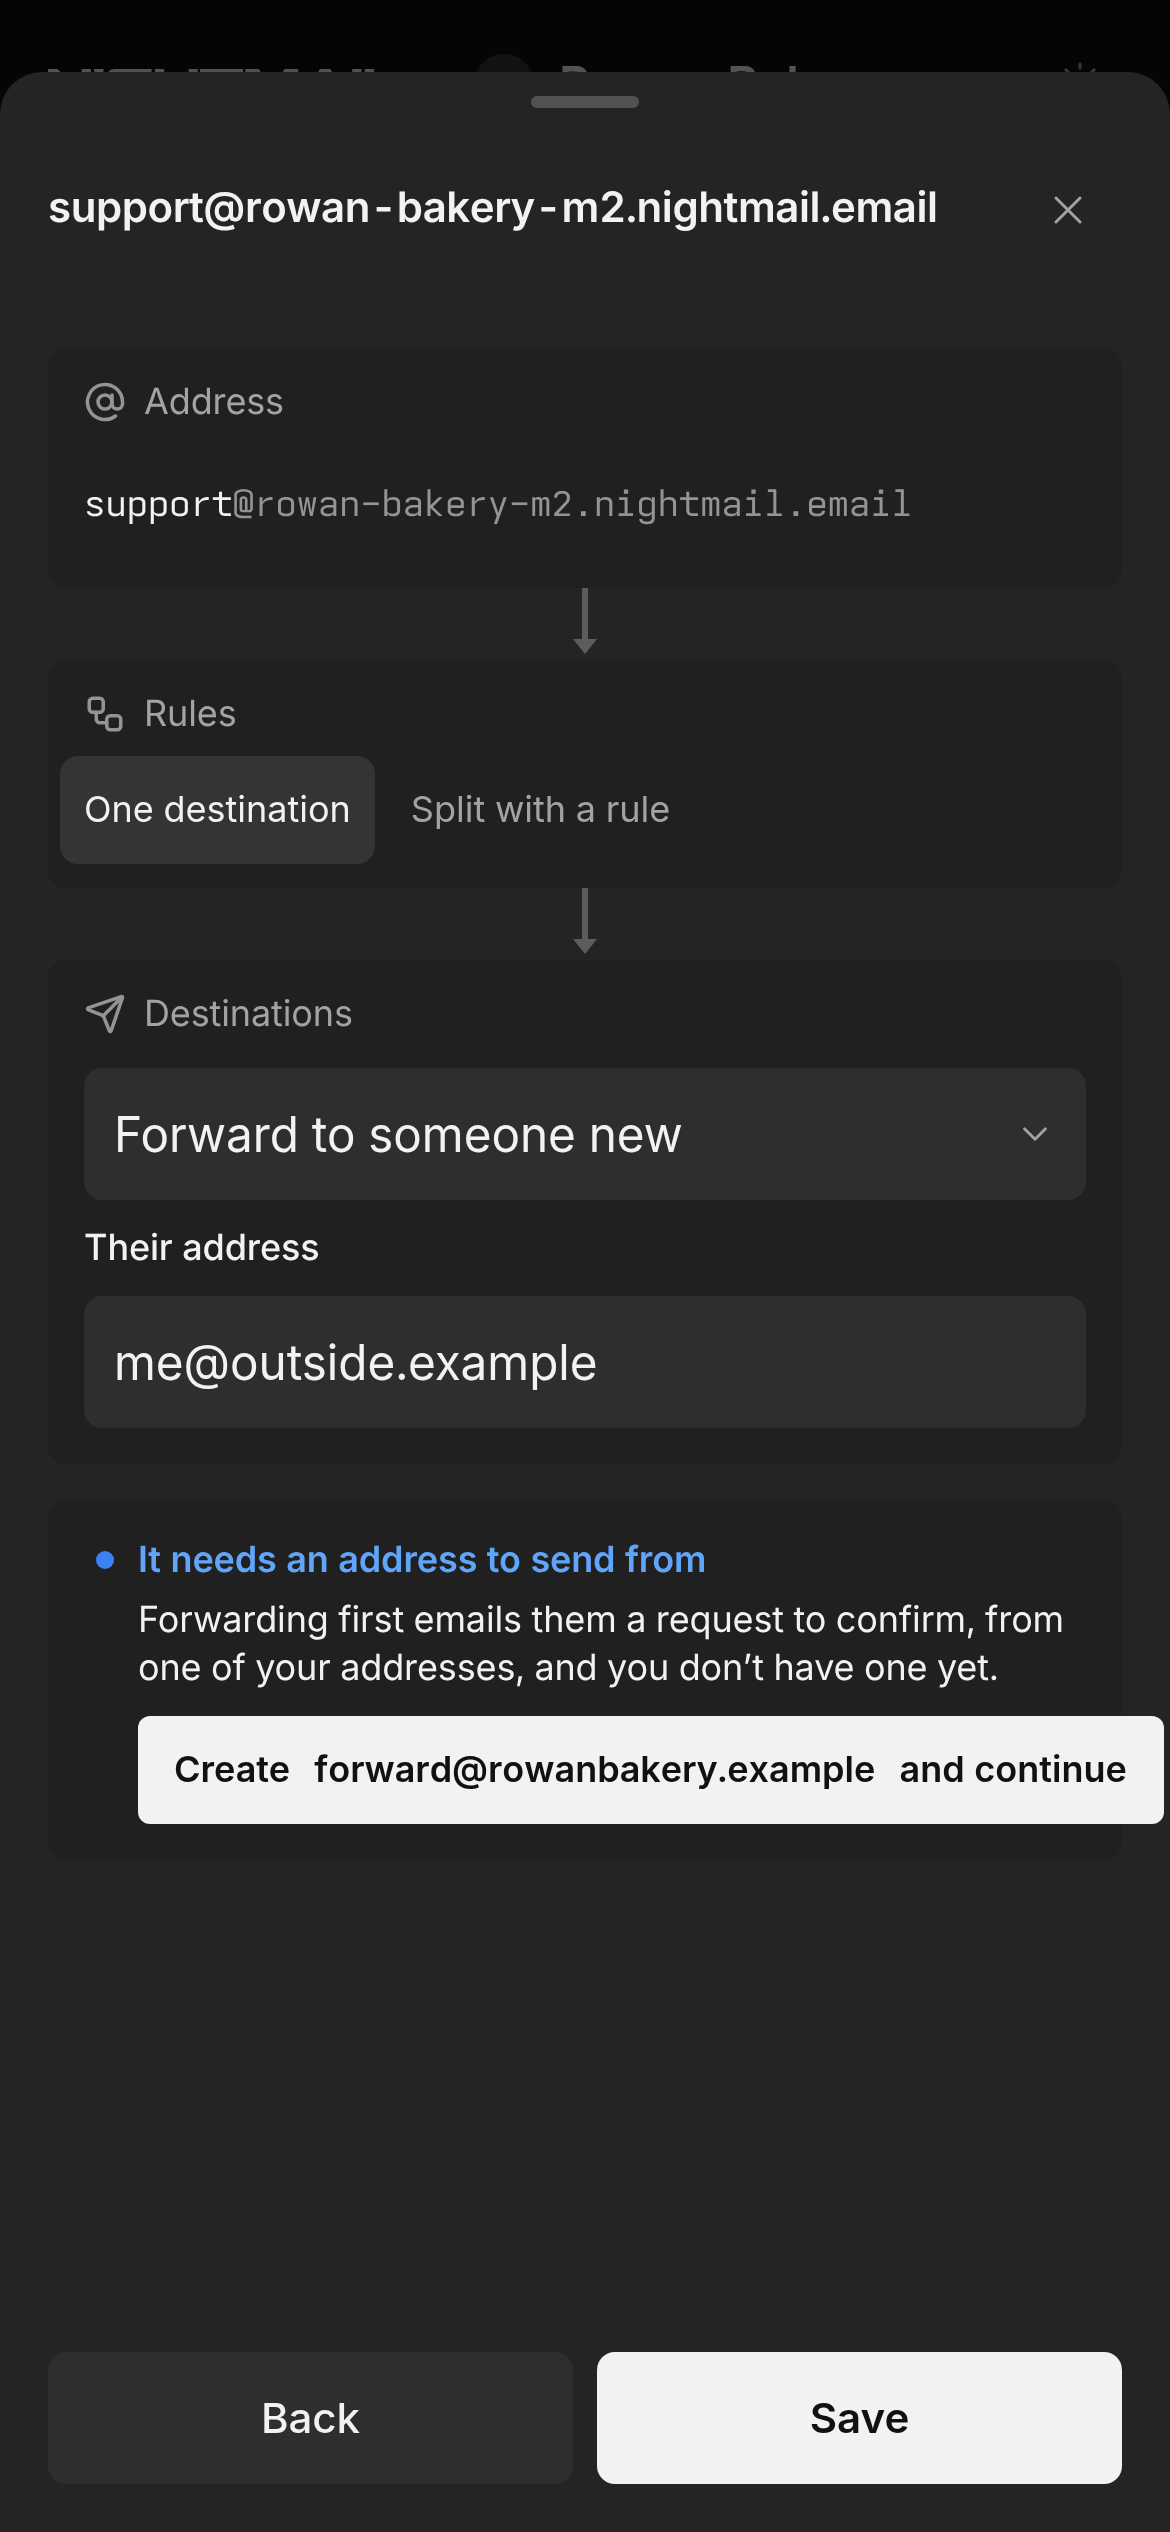 support@rowan-bakery-m2.nightmail.email
Address
support@rowan-bakery-m2.nightmail.email
Rules
One destination
Split with a rule
Destinations
Forward to someone new
Their address
me@outside.example
It needs an address to send from
Forwarding first emails them a request to confirm, from
one of your addresses, and you don’t have one yet.
Create forward@rowanbakery.example and continue
Back
Save